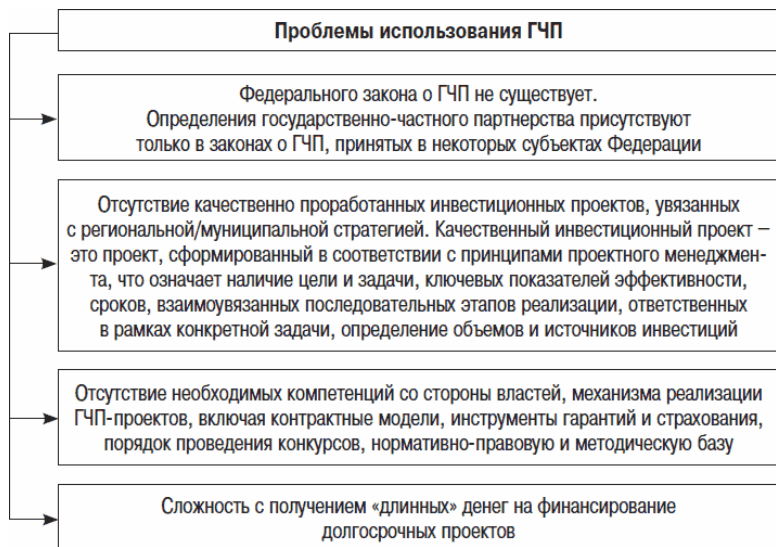 Проблемы использования ГЧП
Федерального закона о ГЧП не существует.
Определения государственно-частного партнерства присутствуют
только в законах о ГЧП, принятых в некоторых субъектах Федерации
Отсутствие качественно проработанных инвестиционных проектов, увязанных
с региональной/муниципальной стратегией. Качественный инвестиционный проект –
это проект, сформированный в соответствии с принципами проектного менеджмен-
та, что означает наличие цели и задачи, ключевых показателей эффективности,
сроков, взаимоувязанных последовательных этапов реализации, ответственных
в рамках конкретной задачи, определение объемов и источников инвестиций
Отсутствие необходимых компетенций со стороны властей, механизма реализации
ГЧП-проектов, включая контрактные модели, инструменты гарантий и страхования,
порядок проведения конкурсов, нормативно-правовую и методическую базу
Сложность с получением «длинных» денег на финансирование
долгосрочных проектов